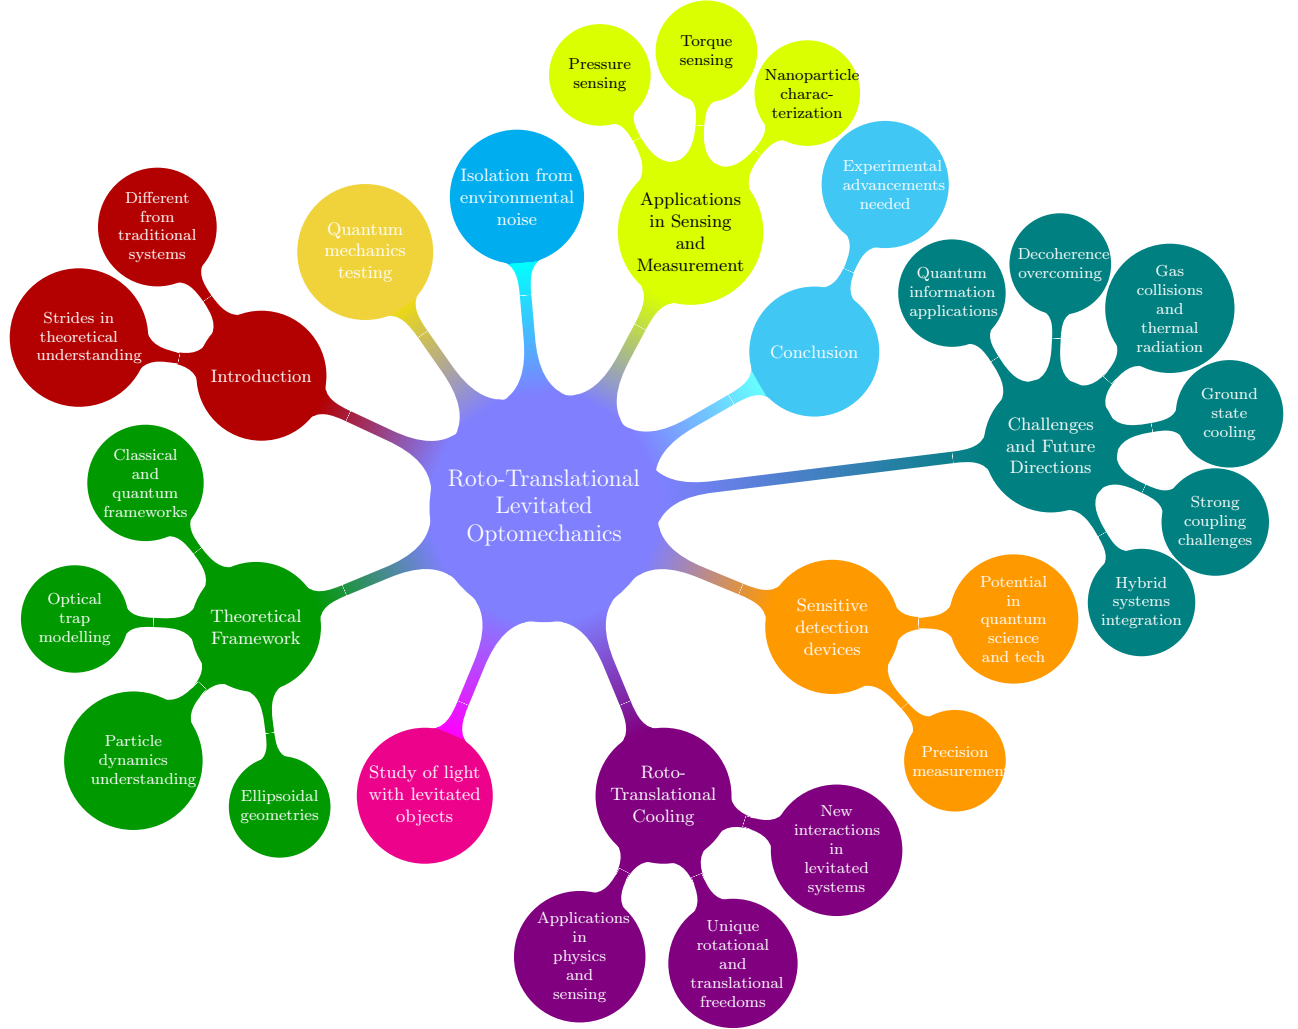 Roto-Translational
Levitated
Optomechanics
Introduction
Different
from
traditional
systems
Strides in
theoretical
understanding
Quantum
mechanics
testing
Isolation from
environmental
noise
Applications
in Sensing
and
Measurement
Pressure
sensing
Torque
sensing
Nanoparticle
charac-
terization
Conclusion
Experimental
advancements
needed
Challenges
and Future
Directions
Quantum
information
applications
Decoherence
overcoming
Gas
collisions
and
thermal
radiation
Ground
state
cooling
Strong
coupling
challenges
Hybrid
systems
integration
Sensitive
detection
devices
Potential
in
quantum
science
and tech
Precision
measurement
Roto-
Translational
Cooling
New
interactions
in
levitated
systems
Unique
rotational
and
translational
freedoms
Applications
in
physics
and
sensing
Study of light
with levitated
objects
Theoretical
Framework
Classical
and
quantum
frameworks
Optical
trap
modelling
Particle
dynamics
understanding
Ellipsoidal
geometries